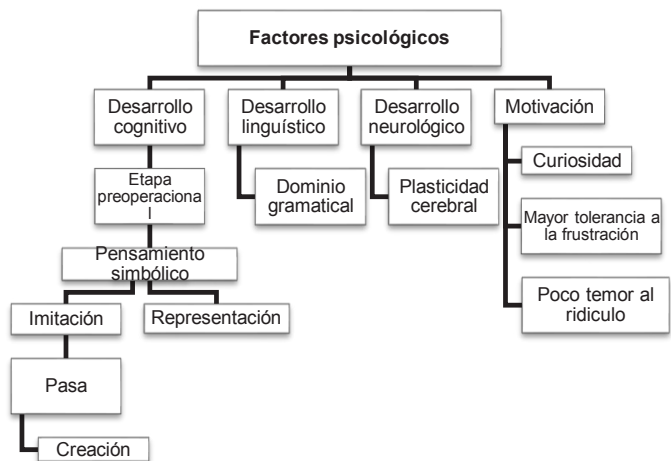 Factores psicológicos
Desarrollo
cognitivo
Desarrollo
linguístico
Desarrollo
neurológico
Motivación
Etapa
preoperaciona
l
Dominio
gramatical
Plasticidad
cerebral
Curiosidad
Mayor tolerancia a
la frustración
Poco temor al
ridiculo
Pensamiento
simbólico
Imitación
Representación
Pasa
Creación